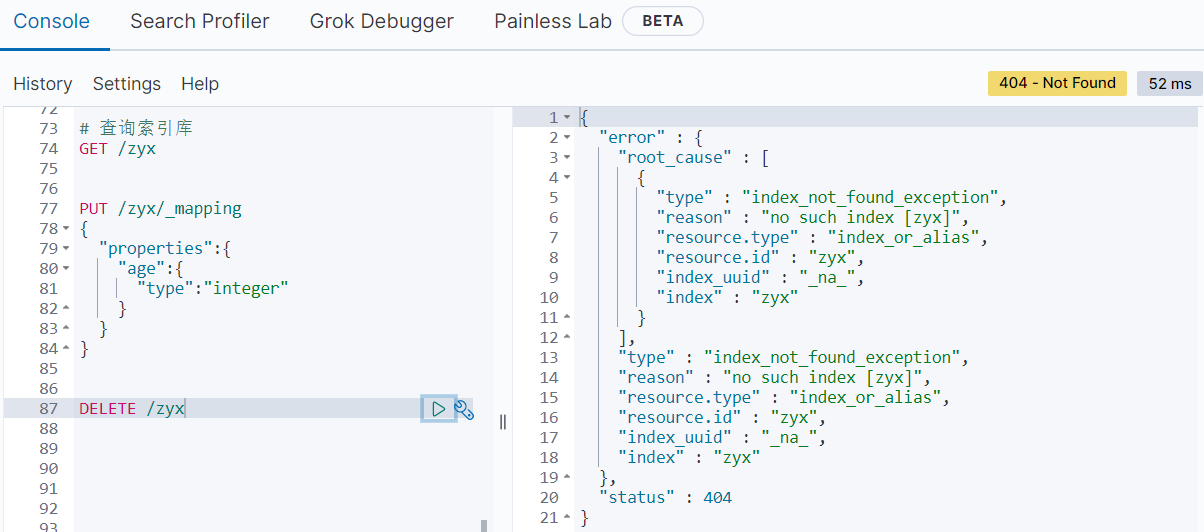 Console Search Profiler Grok Debugger Painless Lab BETA
History Settings Help 404 - Not Found 52 ms
72
73 # 查询索引库
74 GET /zyx
75
76
77 PUT /zyx/_mapping
78 {
79 "properties":{
80 "age":{
81 "type":"integer"
82 }
83 }
84 }
85
86
87 DELETE /zyx
88
89
90
91
92
93
1 {
2 "error" : {
3 "root_cause" : [
4 {
5 "type" : "index_not_found_exception",
6 "reason" : "no such index [zyx]",
7 "resource.type" : "index_or_alias",
8 "resource.id" : "zyx",
9 "index_uuid" : "_na_",
10 "index" : "zyx"
11 }
12 ],
13 "type" : "index_not_found_exception",
14 "reason" : "no such index [zyx]",
15 "resource.type" : "index_or_alias",
16 "resource.id" : "zyx",
17 "index_uuid" : "_na_",
18 "index" : "zyx"
19 },
20 "status" : 404
21 }